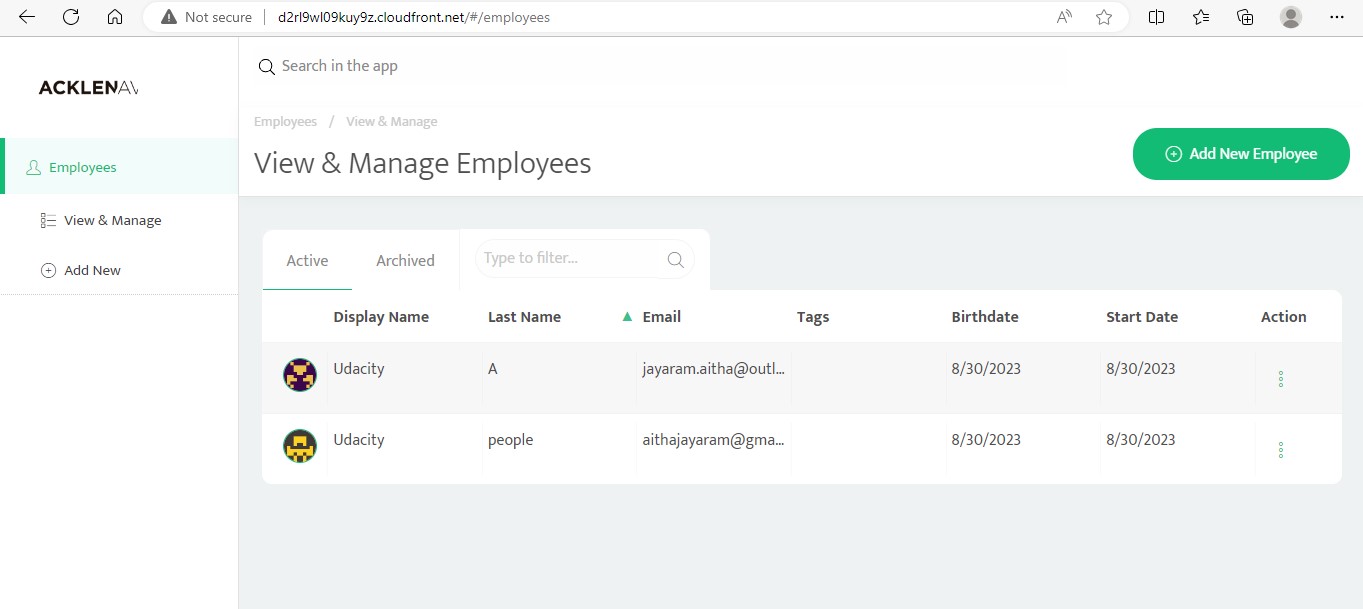 Not secure d2rl9wl09kuy9z.cloudfront.net/#/employees
ACKLENAV
Search in the app
Employees / View & Manage
View & Manage Employees
Add New Employee
Employees
View & Manage
Add New
Active Archived Type to filter...
Display Name Last Name Email Tags Birthdate Start Date Action
Udacity A jayaram.aitha@outl... 8/30/2023 8/30/2023
Udacity people aithajayaram@gma... 8/30/2023 8/30/2023